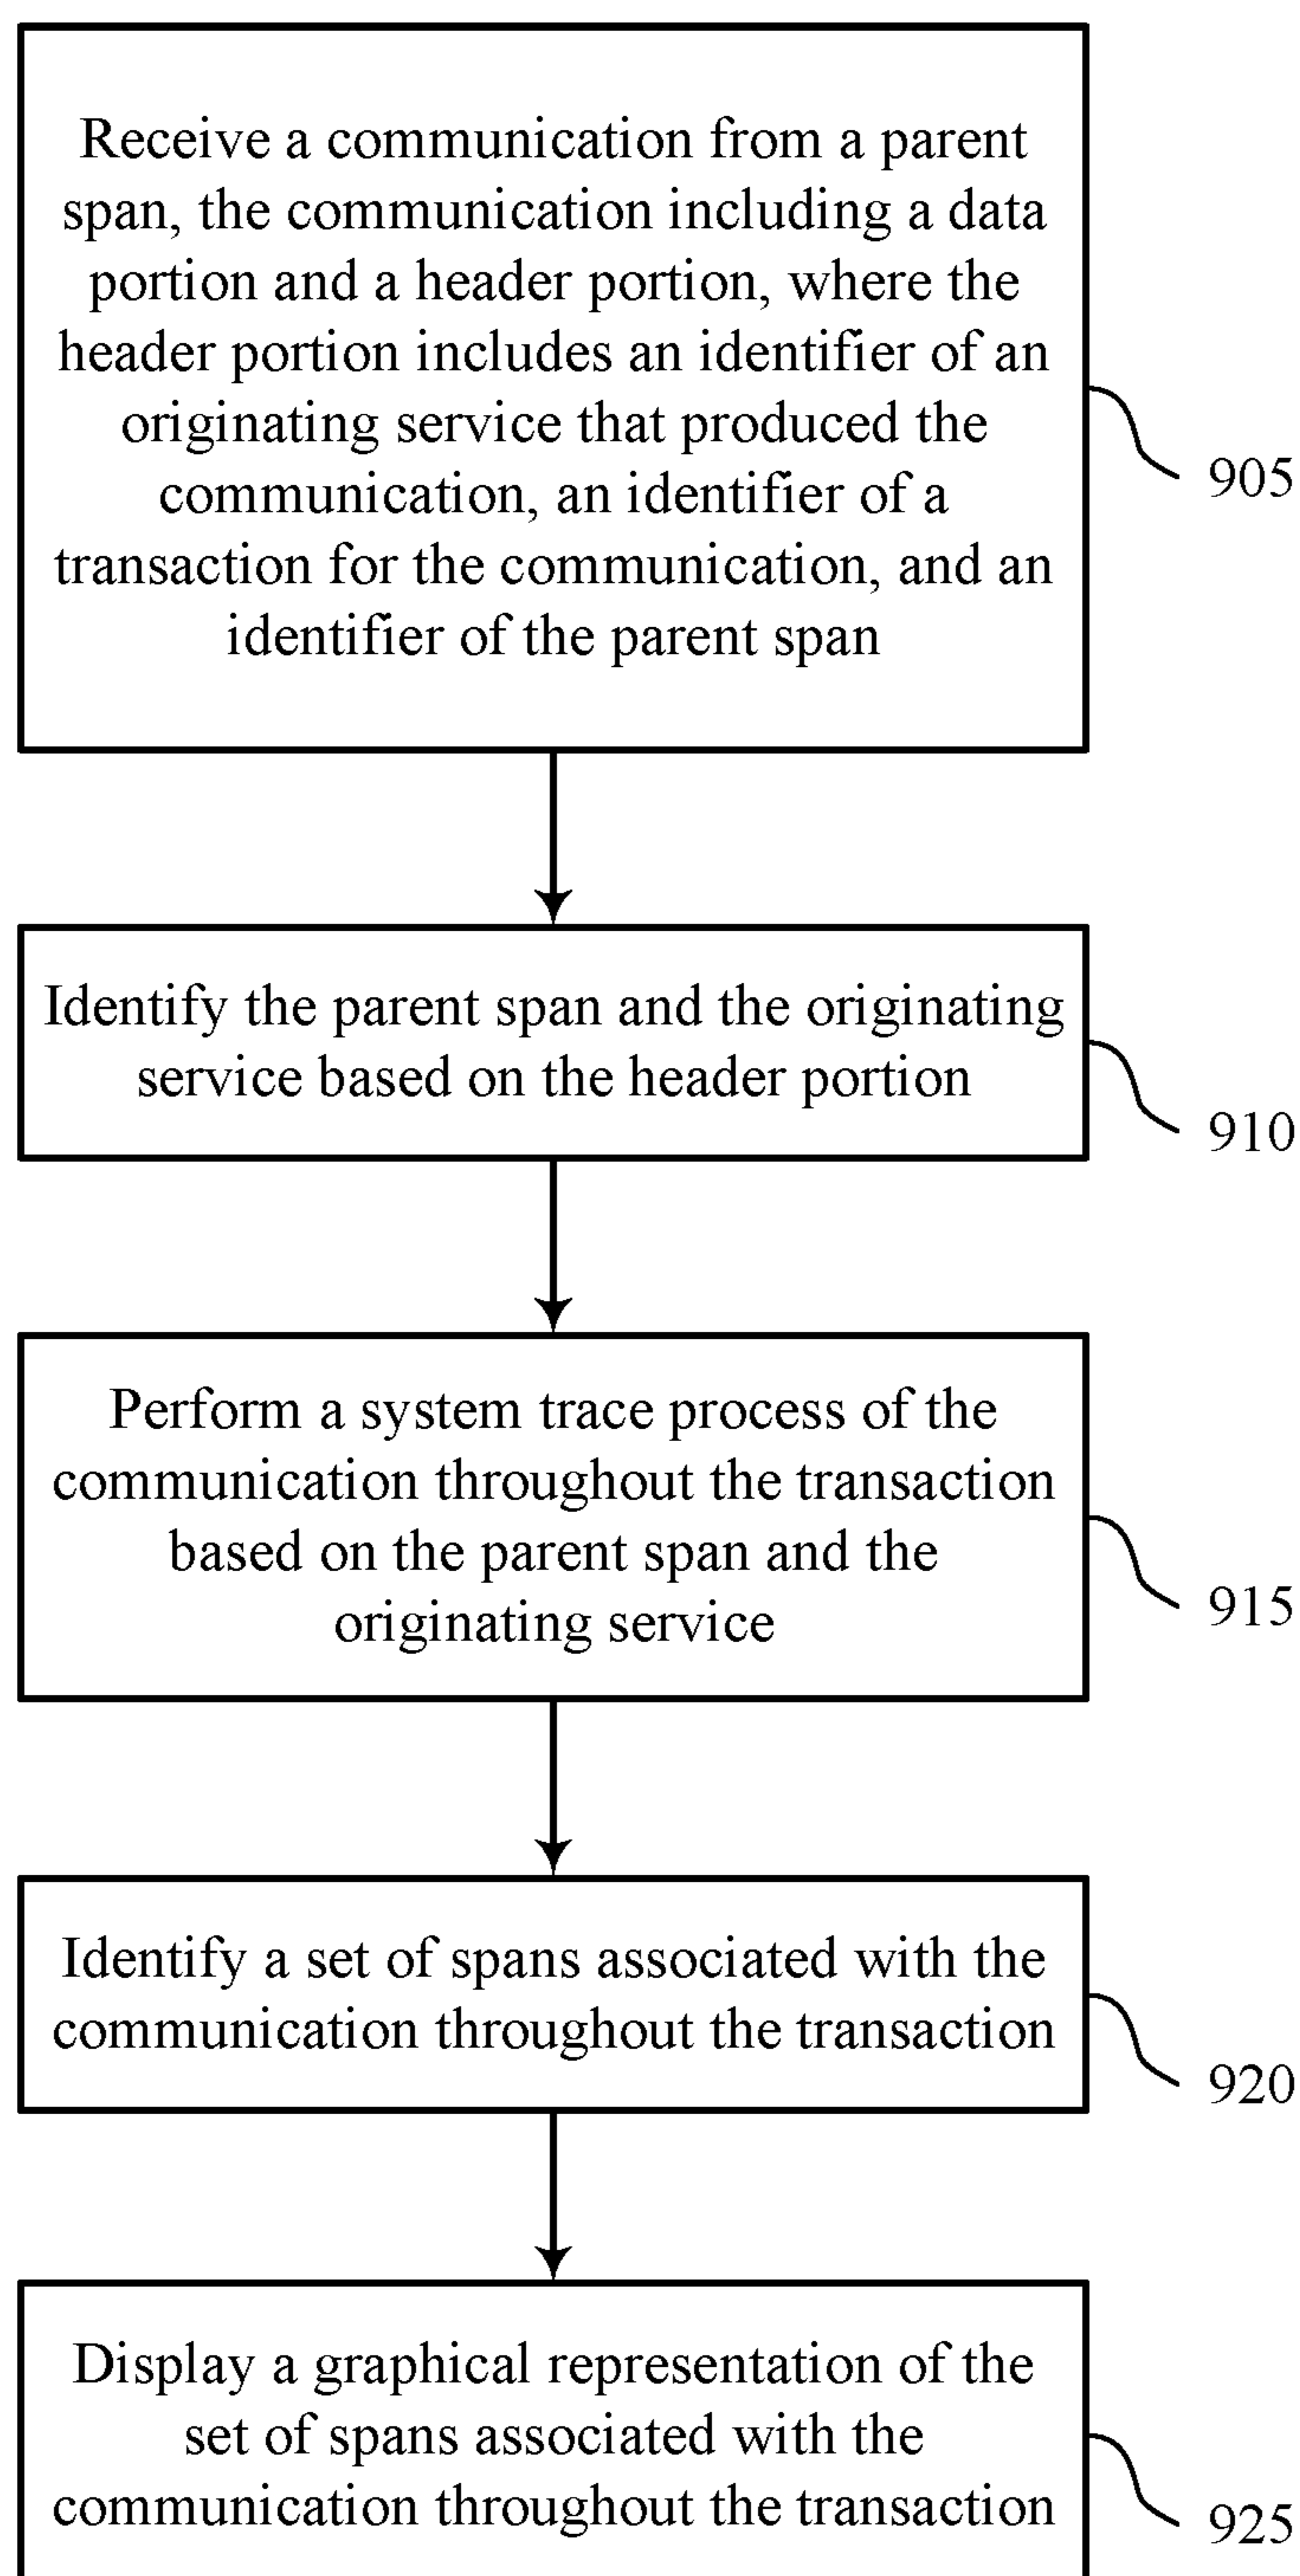 Receive a communication from a parent
span, the communication including a data
portion and a header portion, where the
header portion includes an identifier of an
originating service that produced the
communication, an identifier of a
transaction for the communication, and an
identifier of the parent span
905
Identify the parent span and the originating
service based on the header portion
910
Perform a system trace process of the
communication throughout the transaction
based on the parent span and the
originating service
915
Identify a set of spans associated with the
communication throughout the transaction
920
Display a graphical representation of the
set of spans associated with the
communication throughout the transaction
925